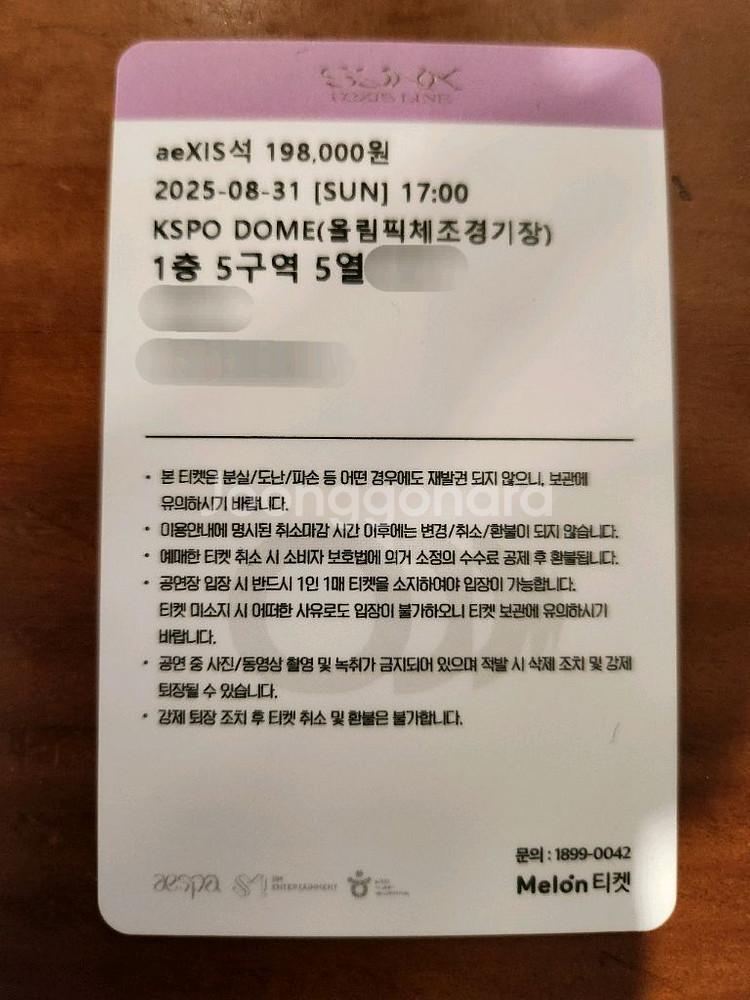 aeXIS석 198,000원
2025-08-31 [SUN] 17:00
KSPO DOME(올림픽체조경기장)
1층 5구역 5열
• 본 티켓은 분실/도난/파손 등 어떤 경우에도 재발권 되지 않으니, 보관에
유의하시기 바랍니다.
joonggonara
• 이용안내에 명시된 취소마감 시간 이후에는 변경/취소/환불이 되지 않습니다.
• 예매한 티켓 취소 시 소비자 보호법에 의거 소정의 수수료 공제 후 환불됩니다.
• 공연장 입장 시 반드시 1인 1매 티켓을 소지하여야 입장이 가능합니다.
티켓 미소지 시 어떠한 사유로도 입장이 불가하오니 티켓 보관에 유의하시기
바랍니다.
• 공연 중 사진/동영상 촬영 및 녹취가 금지되어 있으며 적발 시 삭제 조치 및 강제
퇴장될 수 있습니다.
• 강제 퇴장 조치 후 티켓 취소 및 환불은 불가합니다.
문의 : 1899-0042
aespa SM ENTERTAINMENT
Melon 티켓